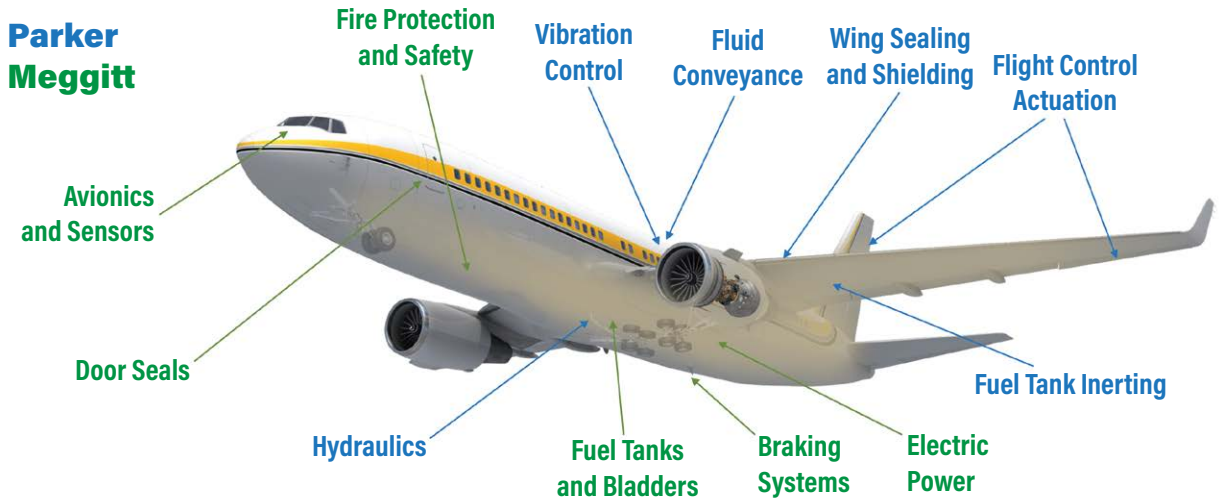 Parker
Meggitt
Fire Protection
and Safety
Vibration
Control
Fluid
Conveyance
Wing Sealing
and Shielding
Flight Control
Actuation
Avionics
and Sensors
Door Seals
Fuel Tank Inerting
Hydraulics
Fuel Tanks
and Bladders
Braking
Systems
Electric
Power